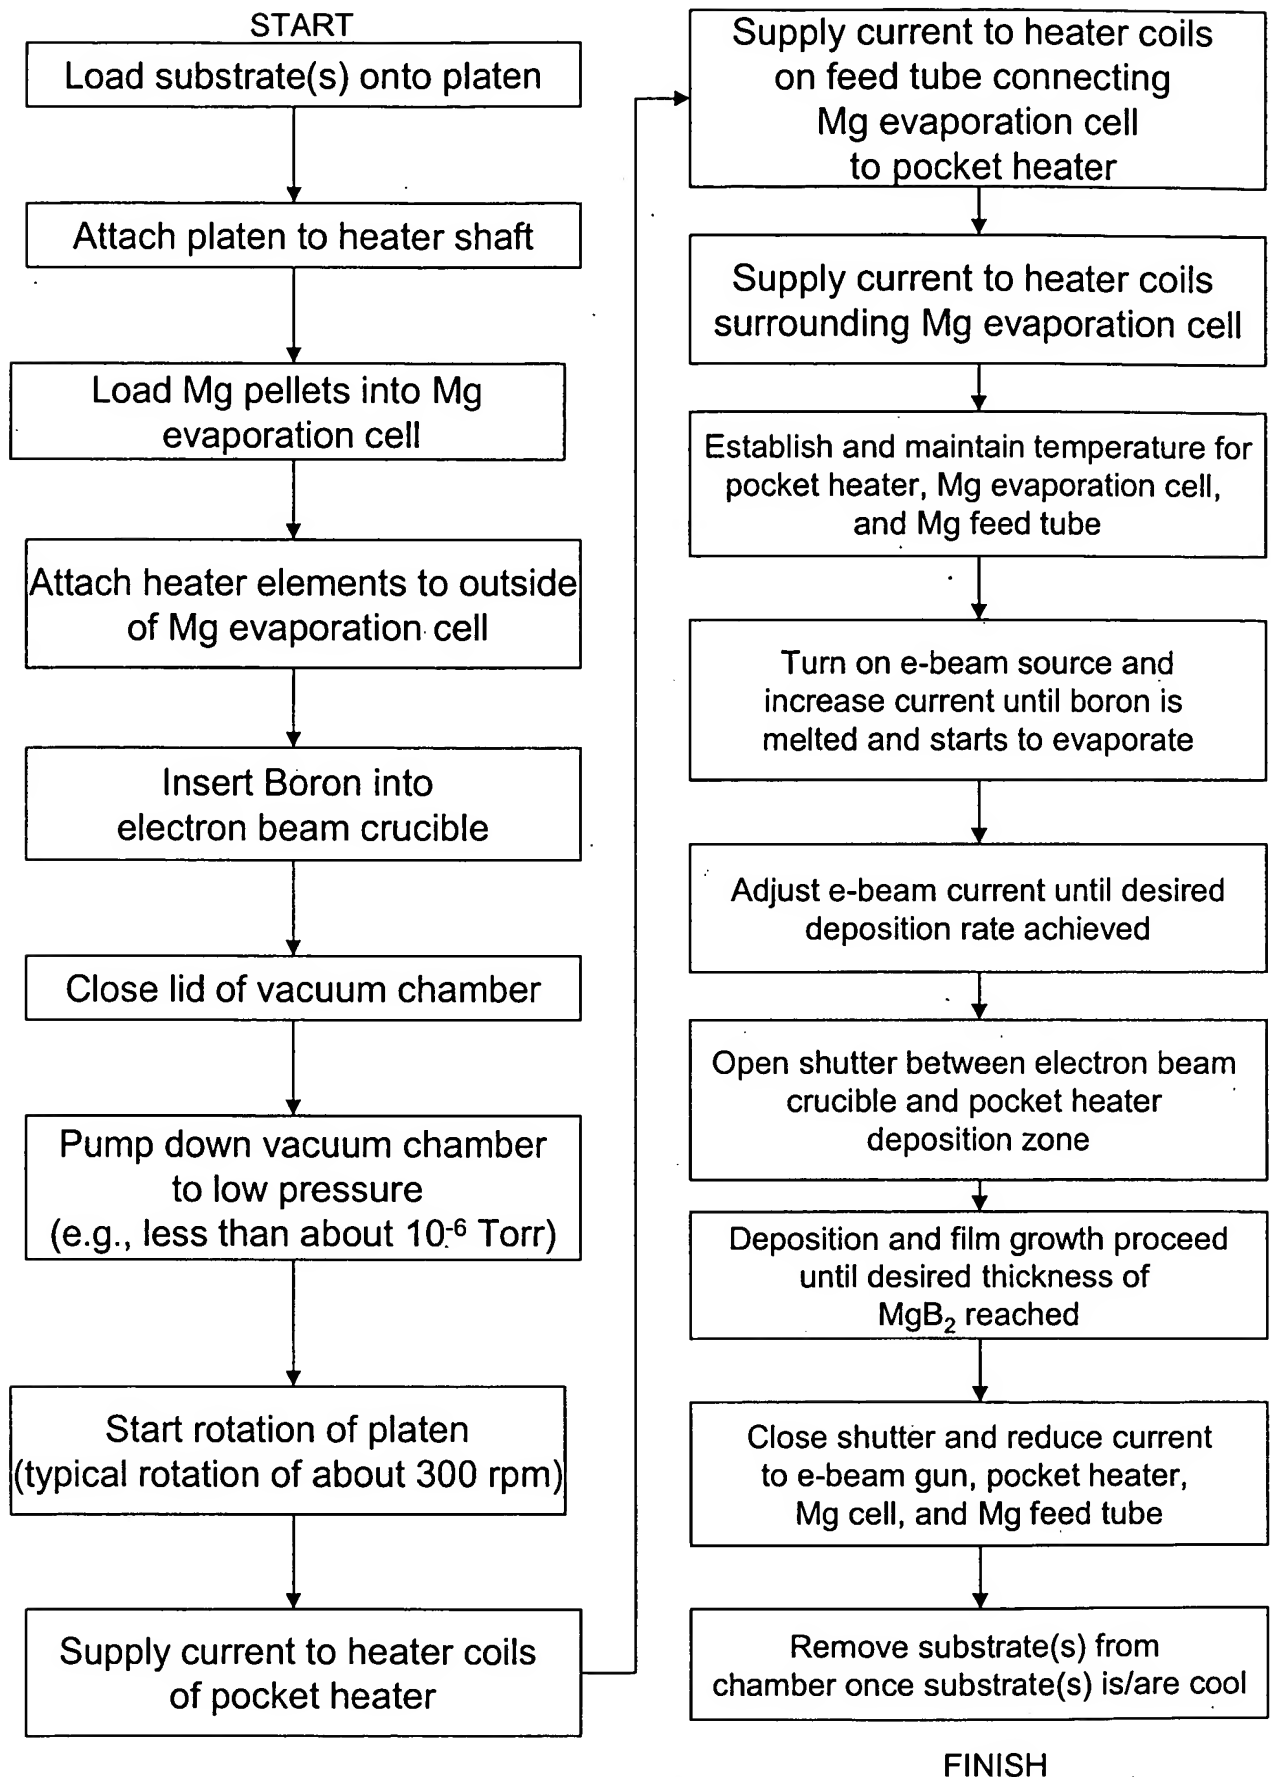 START
Load substrate(s) onto platen
Attach platen to heater shaft
Load Mg pellets into Mg
evaporation cell
Attach heater elements to outside
of Mg evaporation cell
Insert Boron into
electron beam crucible
Close lid of vacuum chamber
Pump down vacuum chamber
to low pressure
(e.g., less than about 10⁻⁶ Torr)
Start rotation of platen
(typical rotation of about 300 rpm)
Supply current to heater coils
of pocket heater
Supply current to heater coils
on feed tube connecting
Mg evaporation cell
to pocket heater
Supply current to heater coils
surrounding Mg evaporation cell
Establish and maintain temperature for
pocket heater, Mg evaporation cell,
and Mg feed tube
Turn on e-beam source and
increase current until boron is
melted and starts to evaporate
Adjust e-beam current until desired
deposition rate achieved
Open shutter between electron beam
crucible and pocket heater
deposition zone
Deposition and film growth proceed
until desired thickness of
MgB₂ reached
Close shutter and reduce current
to e-beam gun, pocket heater,
Mg cell, and Mg feed tube
Remove substrate(s) from
chamber once substrate(s) is/are cool
FINISH